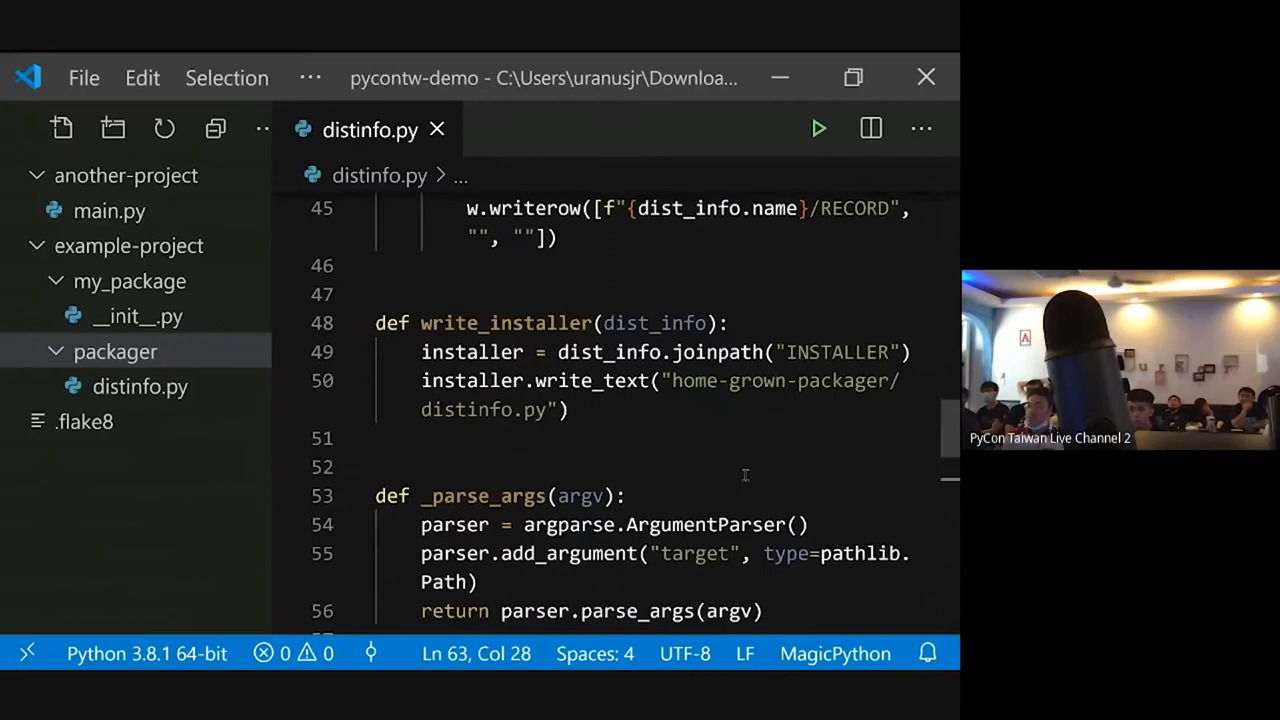 File Edit Selection ··· pycontw-demo - C:\Users\uranusjr\Downloa...
distinfo.py
another-project
main.py
example-project
my_package
__init__.py
packager
distinfo.py
.flake8
distinfo.py > ...
45 w.writerow([f"{dist_info.name}/RECORD",
"", ""])
46
47
48 def write_installer(dist_info):
49 installer = dist_info.joinpath("INSTALLER")
50 installer.write_text("home-grown-packager/
distinfo.py")
51
52
53 def _parse_args(argv):
54 parser = argparse.ArgumentParser()
55 parser.add_argument("target", type=pathlib.
Path)
56 return parser.parse_args(argv)
Python 3.8.1 64-bit 0 0 Ln 63, Col 28 Spaces: 4 UTF-8 LF MagicPython
A
PyCon Taiwan Live Channel 2